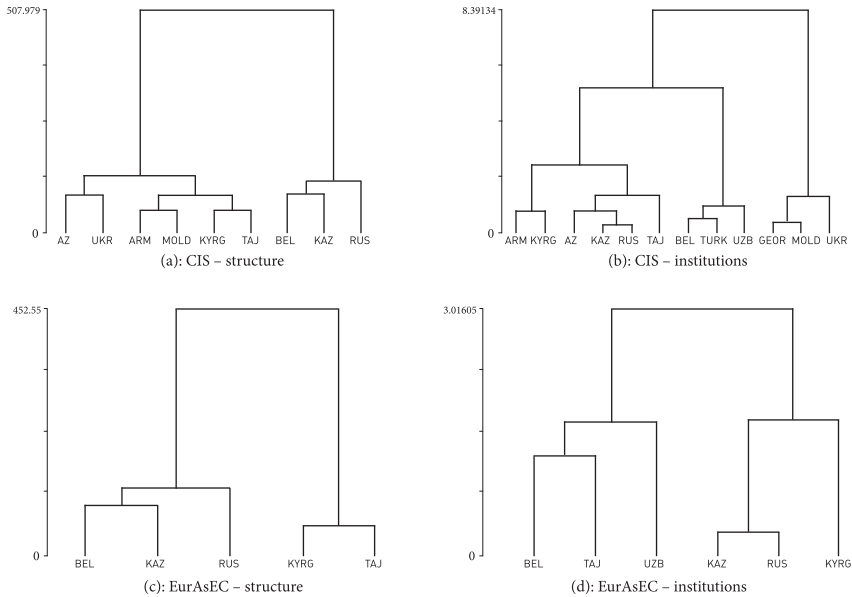 507.979
0
AZ UKR ARM MOLD KYRG TAJ BEL KAZ RUS
(a): CIS – structure
8.39134
0
ARM KYRG AZ KAZ RUS TAJ BEL TURK UZB GEOR MOLD UKR
(b): CIS – institutions
452.55
0
BEL KAZ RUS KYRG TAJ
(c): EurAsEC – structure
3.01605
0
BEL TAJ UZB KAZ RUS KYRG
(d): EurAsEC – institutions